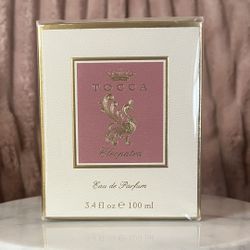 TOCCA
Cleopatra
Eau de Parfum
3.4 fl oz ℮ 100 ml